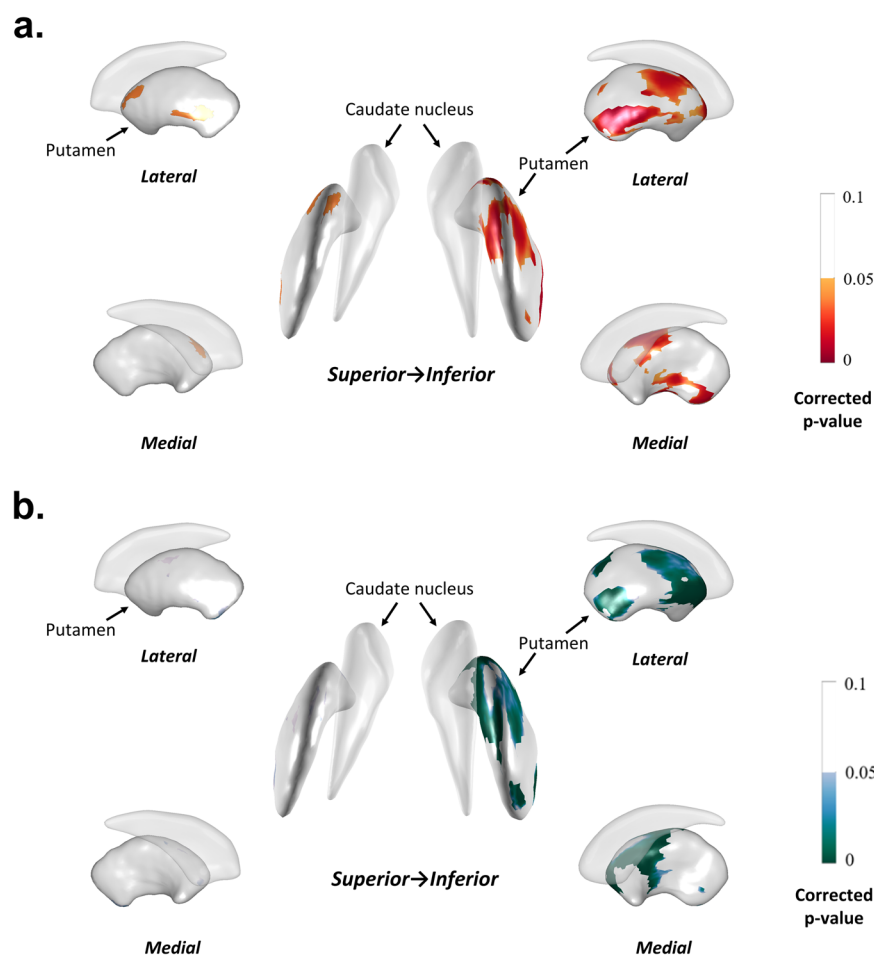 a.
Caudate nucleus
Putamen
Lateral
Putamen
Lateral
0.1
0.05
0
Superior→Inferior
Medial
Medial
Corrected
p-value
b.
Caudate nucleus
Putamen
Lateral
Putamen
Lateral
0.1
0.05
0
Superior→Inferior
Medial
Medial
Corrected
p-value